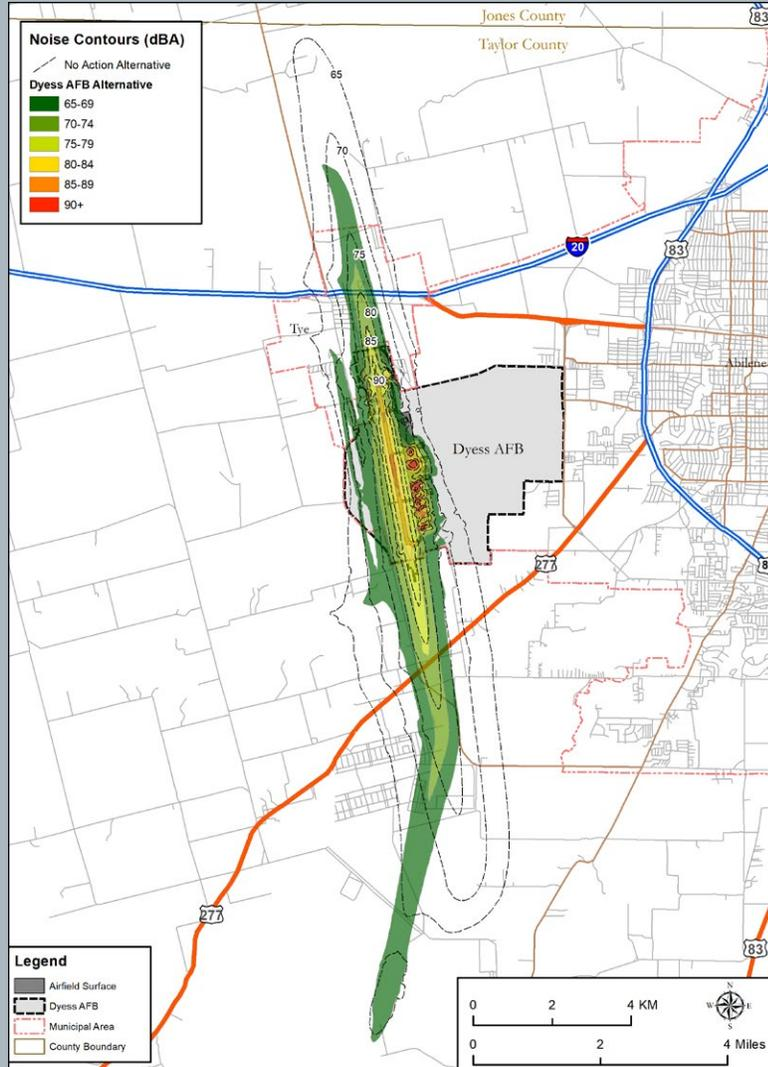 Jones County
Taylor County
83
Noise Contours (dBA)
No Action Alternative
Dyess AFB Alternative
65-69
70-74
75-79
80-84
85-89
90+
65
70
75
80
85
90
20
83
Tye
Abilene
Dyess AFB
277
8
277
83
Legend
Airfield Surface
Dyess AFB
Municipal Area
County Boundary
0 2 4 KM
0 2 4 Miles
N
W E
S